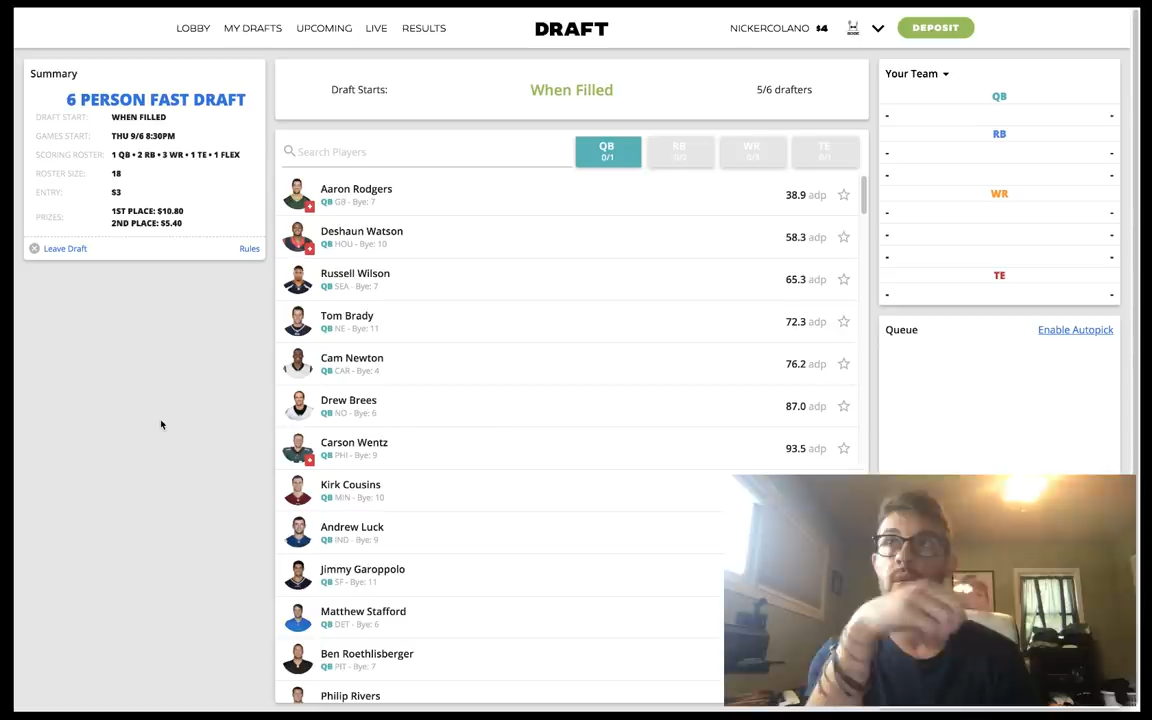 LOBBY MY DRAFTS UPCOMING LIVE RESULTS DRAFT NICKERCOLANO $4 DEPOSIT
Summary
6 PERSON FAST DRAFT
DRAFT START: WHEN FILLED
GAMES START: THU 9/6 8:30PM
SCORING ROSTER: 1 QB • 2 RB • 3 WR • 1 TE • 1 FLEX
ROSTER SIZE: 18
ENTRY: $3
PRIZES: 1ST PLACE: $10.80
2ND PLACE: $5.40
Leave Draft Rules
Draft Starts: When Filled 5/6 drafters
Search Players
QB RB WR TE
0/1 0/2 0/3 0/1
Aaron Rodgers
QB GB - Bye: 7
38.9 adp
Deshaun Watson
QB HOU - Bye: 10
58.3 adp
Russell Wilson
QB SEA - Bye: 7
65.3 adp
Tom Brady
QB NE - Bye: 11
72.3 adp
Cam Newton
QB CAR - Bye: 4
76.2 adp
Drew Brees
QB NO - Bye: 6
87.0 adp
Carson Wentz
QB PHI - Bye: 9
93.5 adp
Kirk Cousins
QB MIN - Bye: 10
Andrew Luck
QB IND - Bye: 9
Jimmy Garoppolo
QB SF - Bye: 11
Matthew Stafford
QB DET - Bye: 6
Ben Roethlisberger
QB PIT - Bye: 7
Philip Rivers
Your Team
QB
- -
RB
- -
- -
WR
- -
- -
- -
TE
- -
Queue Enable Autopick